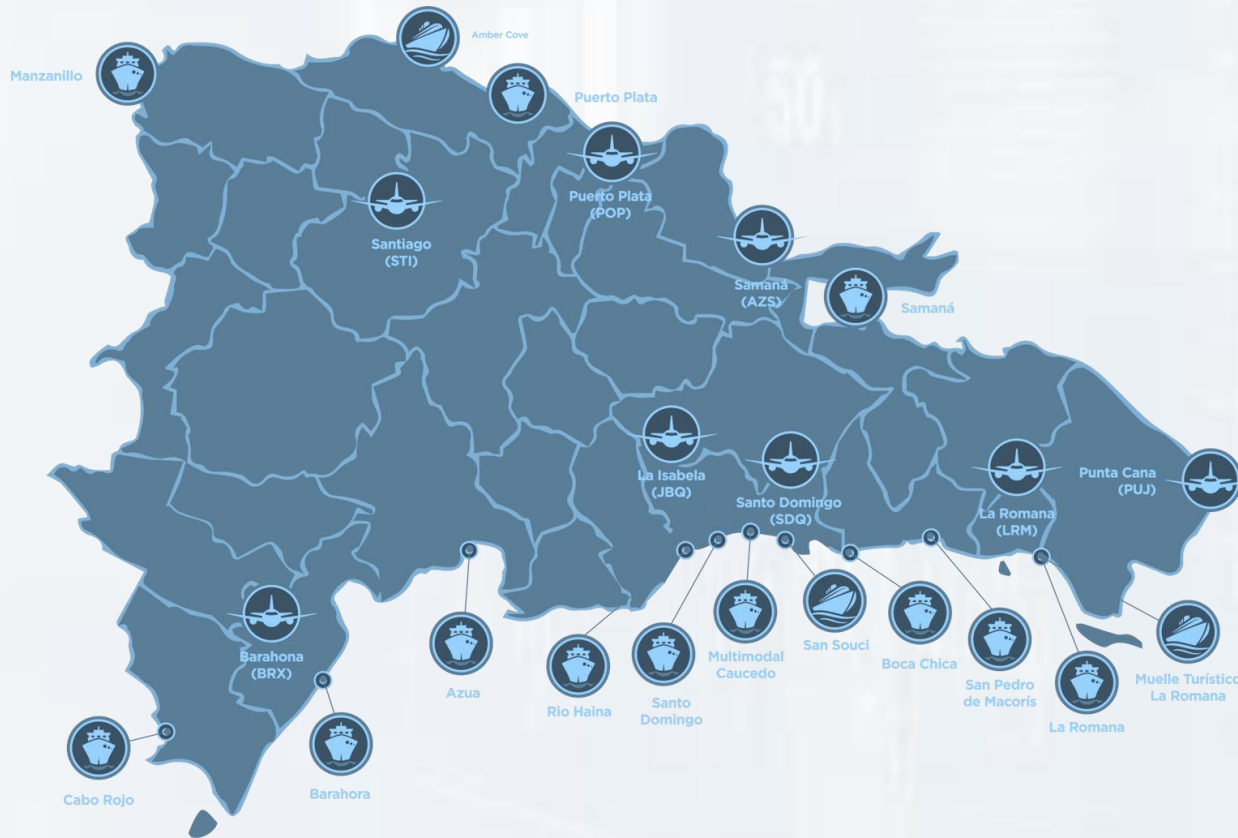 Amber Cove
Manzanillo
Puerto Plata
Puerto Plata
(POP)
Santiago
(STI)
Samaná
(AZS)
Samaná
La Isabela
(JBQ)
Santo Domingo
(SDQ)
La Romana
(LRM)
Punta Cana
(PUJ)
Barahona
(BRX)
Azua
Rio Haina
Santo
Domingo
Multimodal
Caucedo
San Souci
Boca Chica
San Pedro
de Macorís
La Romana
Muelle Turístico
La Romana
Cabo Rojo
Barahora